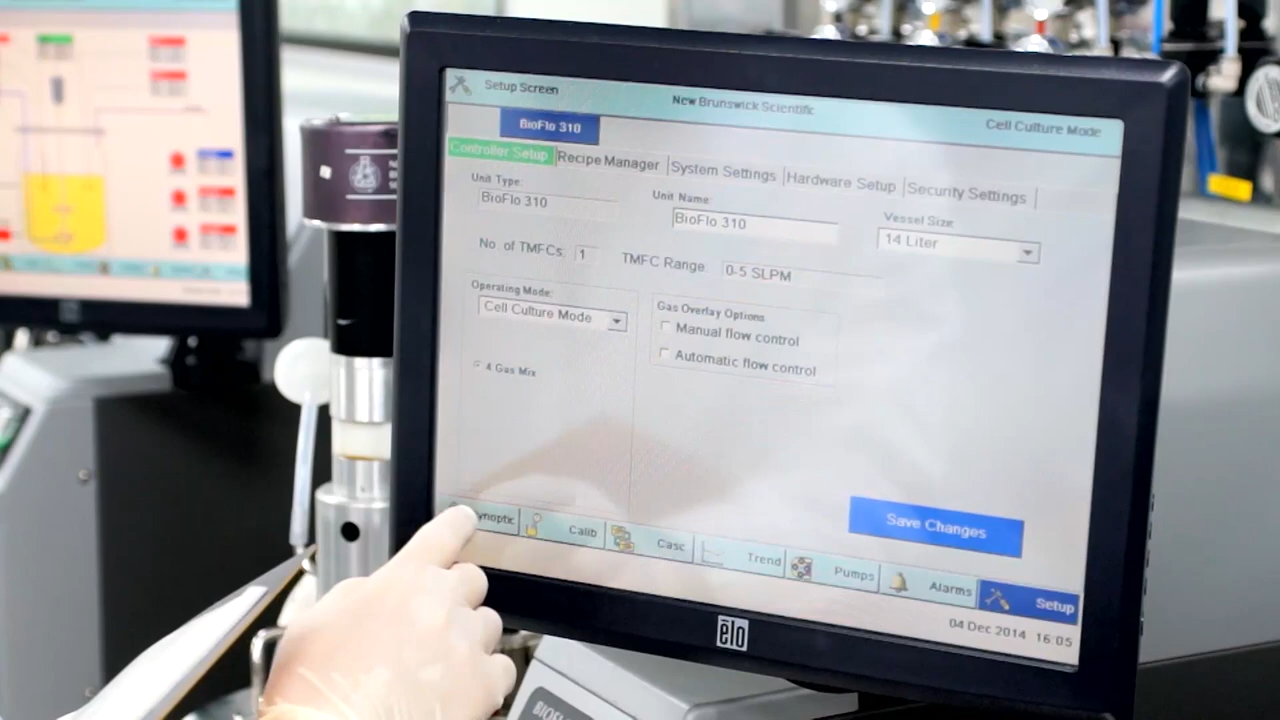 Setup Screen
New Brunswick Scientific
Cell Culture Mode
BioFlo 310
Controller Setup
Recipe Manager
System Settings
Hardware Setup
Security Settings
Unit Type:
BioFlo 310
Unit Name:
BioFlo 310
Vessel Size:
14 Liter
No. of TMFCs: 1
TMFC Range: 0-5 SLPM
Operating Mode:
Cell Culture Mode
4 Gas Mix
Gas Overlay Options
Manual flow control
Automatic flow control
Save Changes
ynoptic
Calib
Casc
Trend
Pumps
Alarms
Setup
04 Dec 2014 16:05
elo
BIOFL